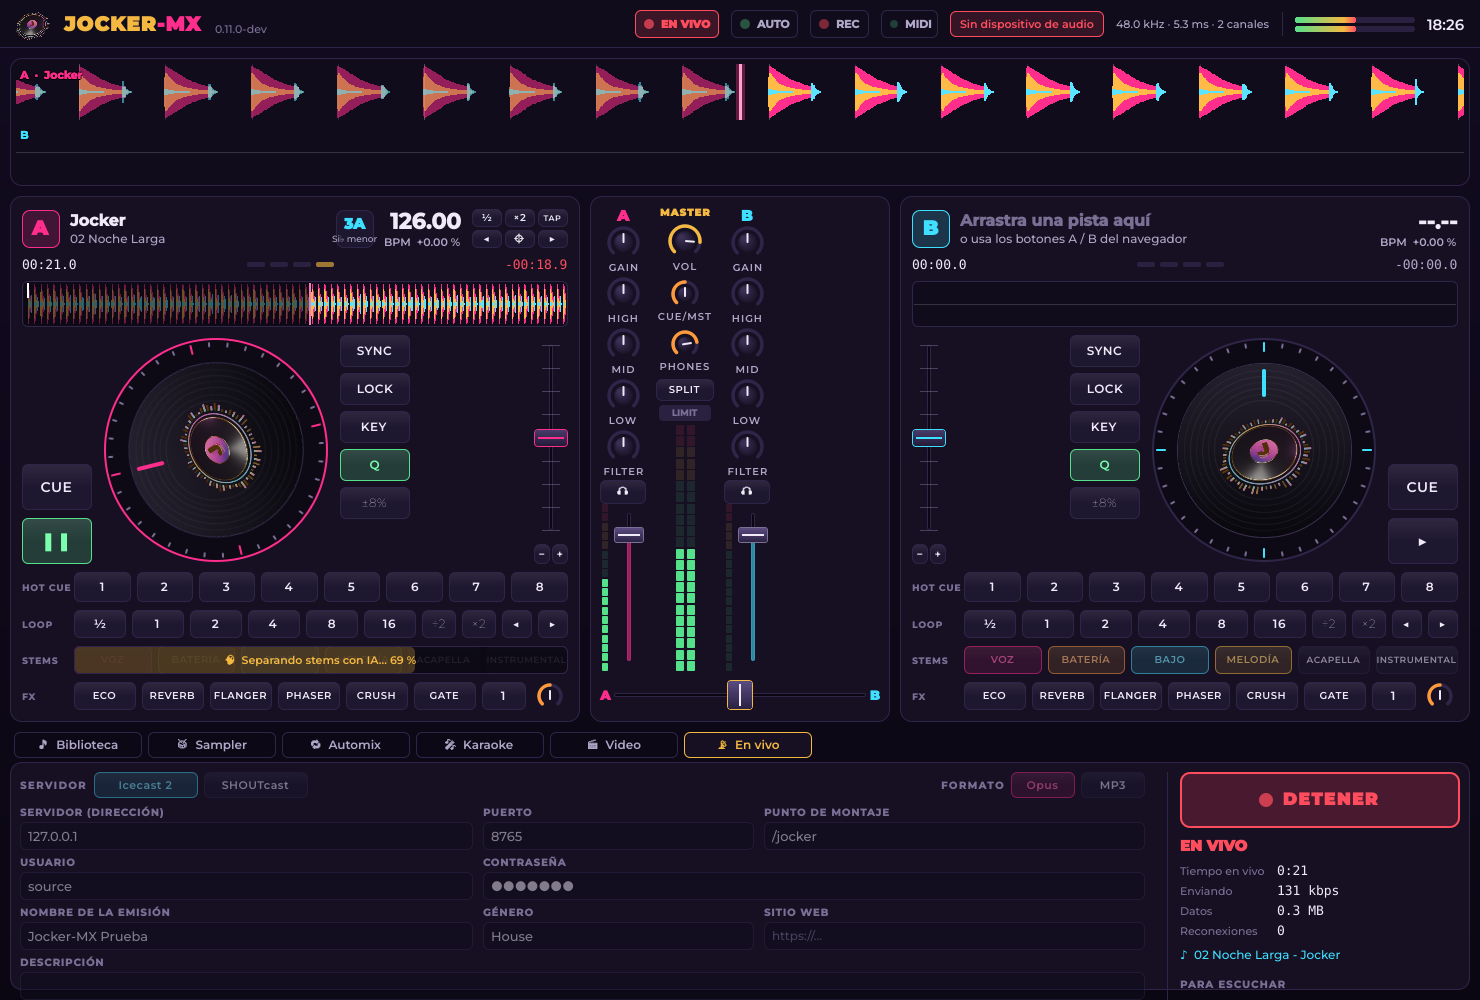 JOCKER-MX 0.11.0-dev EN VIVO AUTO REC MIDI Sin dispositivo de audio 48.0 kHz · 5.3 ms · 2 canales 18:26
A · Jocker
B
A Jocker 3A 126.00 ½ ×2 TAP
02 Noche Larga menor BPM +0.00 %
00:21.0 -00:18.9
SYNC
LOCK
KEY
Q
±8%
CUE
HOT CUE 1 2 3 4 5 6 7 8
LOOP ½ 1 2 4 8 16 ÷2 ×2
STEMS VOZ BATERÍA Separando stems con IA... 69 % ACAPELLA INSTRUMENTAL
FX ECO REVERB FLANGER PHASER CRUSH GATE 1
A MASTER B
GAIN VOL GAIN
HIGH CUE/MST HIGH
MID PHONES MID
SPLIT
LIMIT
LOW LOW
FILTER FILTER
A B
B Arrastra una pista aquí --.--
o usa los botones A / B del navegador BPM +0.00 %
00:00.0 -00:00.0
SYNC
LOCK
KEY
Q
±8%
CUE
HOT CUE 1 2 3 4 5 6 7 8
LOOP ½ 1 2 4 8 16 ÷2 ×2
STEMS VOZ BATERÍA BAJO MELODÍA ACAPELLA INSTRUMENTAL
FX ECO REVERB FLANGER PHASER CRUSH GATE 1
Biblioteca Sampler Automix Karaoke Video En vivo
SERVIDOR Icecast 2 SHOUTcast FORMATO Opus MP3
SERVIDOR (DIRECCIÓN) PUERTO PUNTO DE MONTAJE
127.0.0.1 8765 /jocker
USUARIO CONTRASEÑA
source ●●●●●●●
NOMBRE DE LA EMISIÓN GÉNERO SITIO WEB
Jocker-MX Prueba House https://...
DESCRIPCIÓN
DETENER
EN VIVO
Tiempo en vivo 0:21
Enviando 131 kbps
Datos 0.3 MB
Reconexiones 0
♪ 02 Noche Larga - Jocker
PARA ESCUCHAR